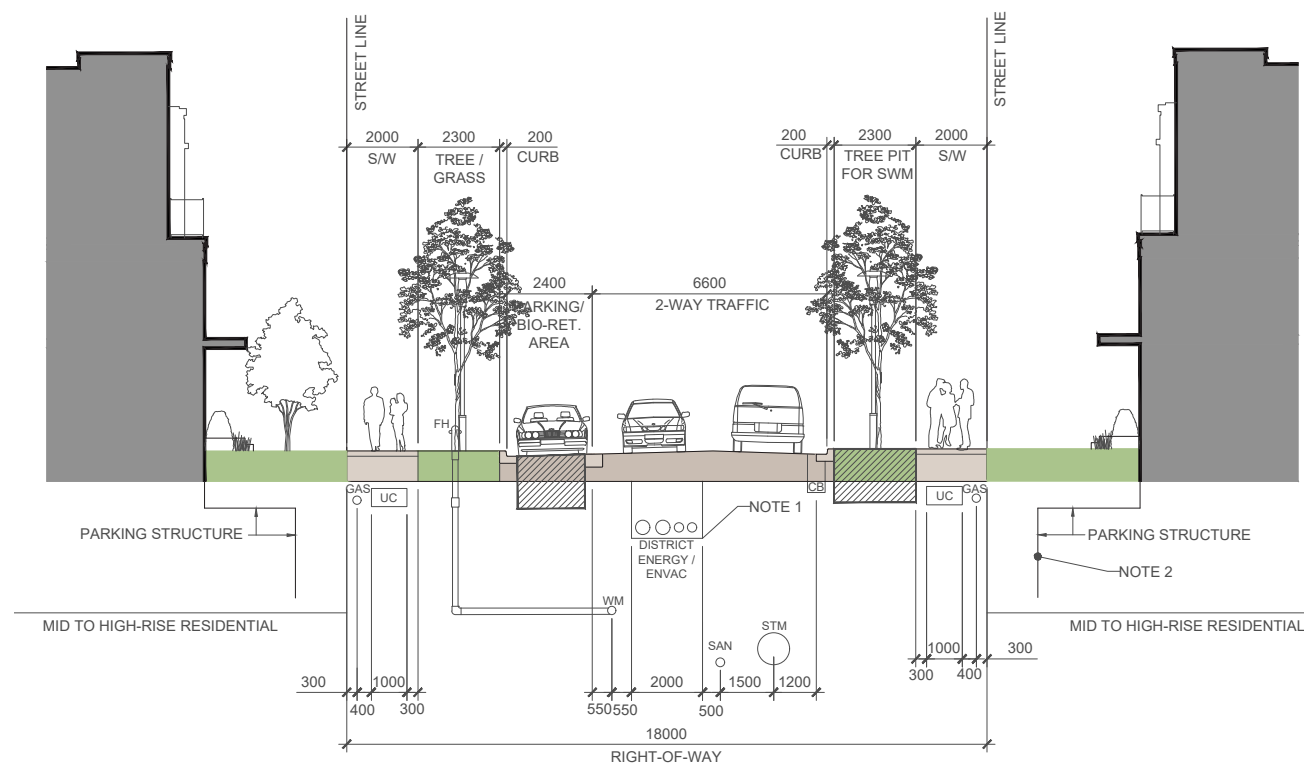 STREET LINE
STREET LINE
2000
S/W
2300
TREE /
GRASS
200
CURB
200
CURB
2300
TREE PIT
FOR SWM
2000
S/W
2400
PARKING/
BIO-RET.
AREA
6600
2-WAY TRAFFIC
FH
GAS
UC
CB
UC
GAS
NOTE 1
DISTRICT
ENERGY /
ENVAC
PARKING STRUCTURE
PARKING STRUCTURE
NOTE 2
WM
MID TO HIGH-RISE RESIDENTIAL
MID TO HIGH-RISE RESIDENTIAL
SAN
STM
300
400
1000
300
550
550
2000
500
1500
1200
300
1000
400
300
18000
RIGHT-OF-WAY